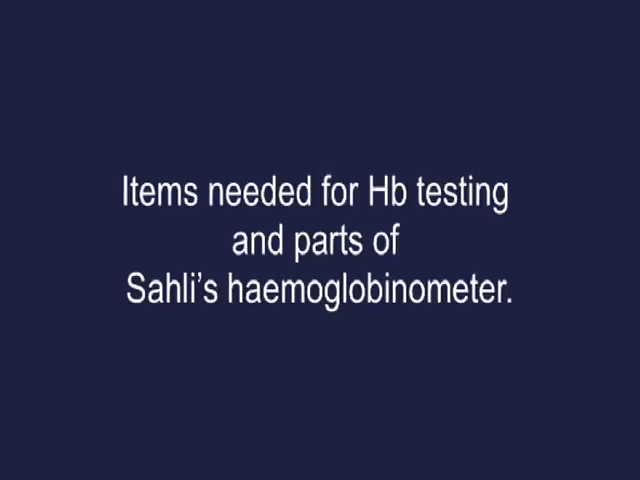 Items needed for Hb testing
and parts of
Sahli's haemoglobinometer.